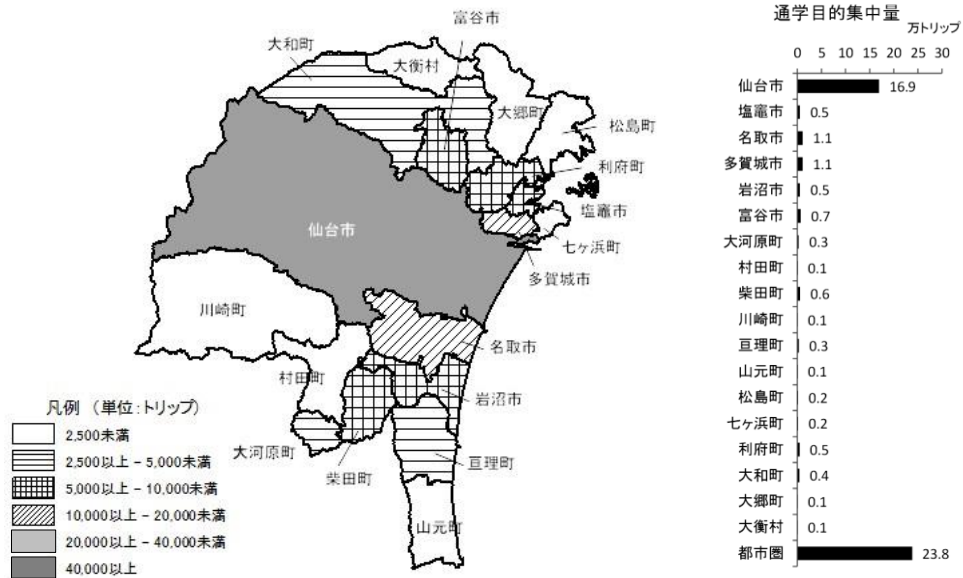 富谷市
大和町
大衡村
大郷町
松島町
利府町
塩竈市
仙台市
七ヶ浜町
多賀城市
川崎町
名取市
村田町
岩沼市
大河原町
柴田町
亘理町
山元町
凡例 (単位:トリップ)
2,500未満
2,500以上-5,000未満
5,000以上-10,000未満
10,000以上-20,000未満
20,000以上-40,000未満
40,000以上
通学目的集中量
万トリップ
0 5 10 15 20 25 30
仙台市 16.9
塩竈市 0.5
名取市 1.1
多賀城市 1.1
岩沼市 0.5
富谷市 0.7
大河原町 0.3
村田町 0.1
柴田町 0.6
川崎町 0.1
亘理町 0.3
山元町 0.1
松島町 0.2
七ヶ浜町 0.2
利府町 0.5
大和町 0.4
大郷町 0.1
大衡村 0.1
都市圏 23.8